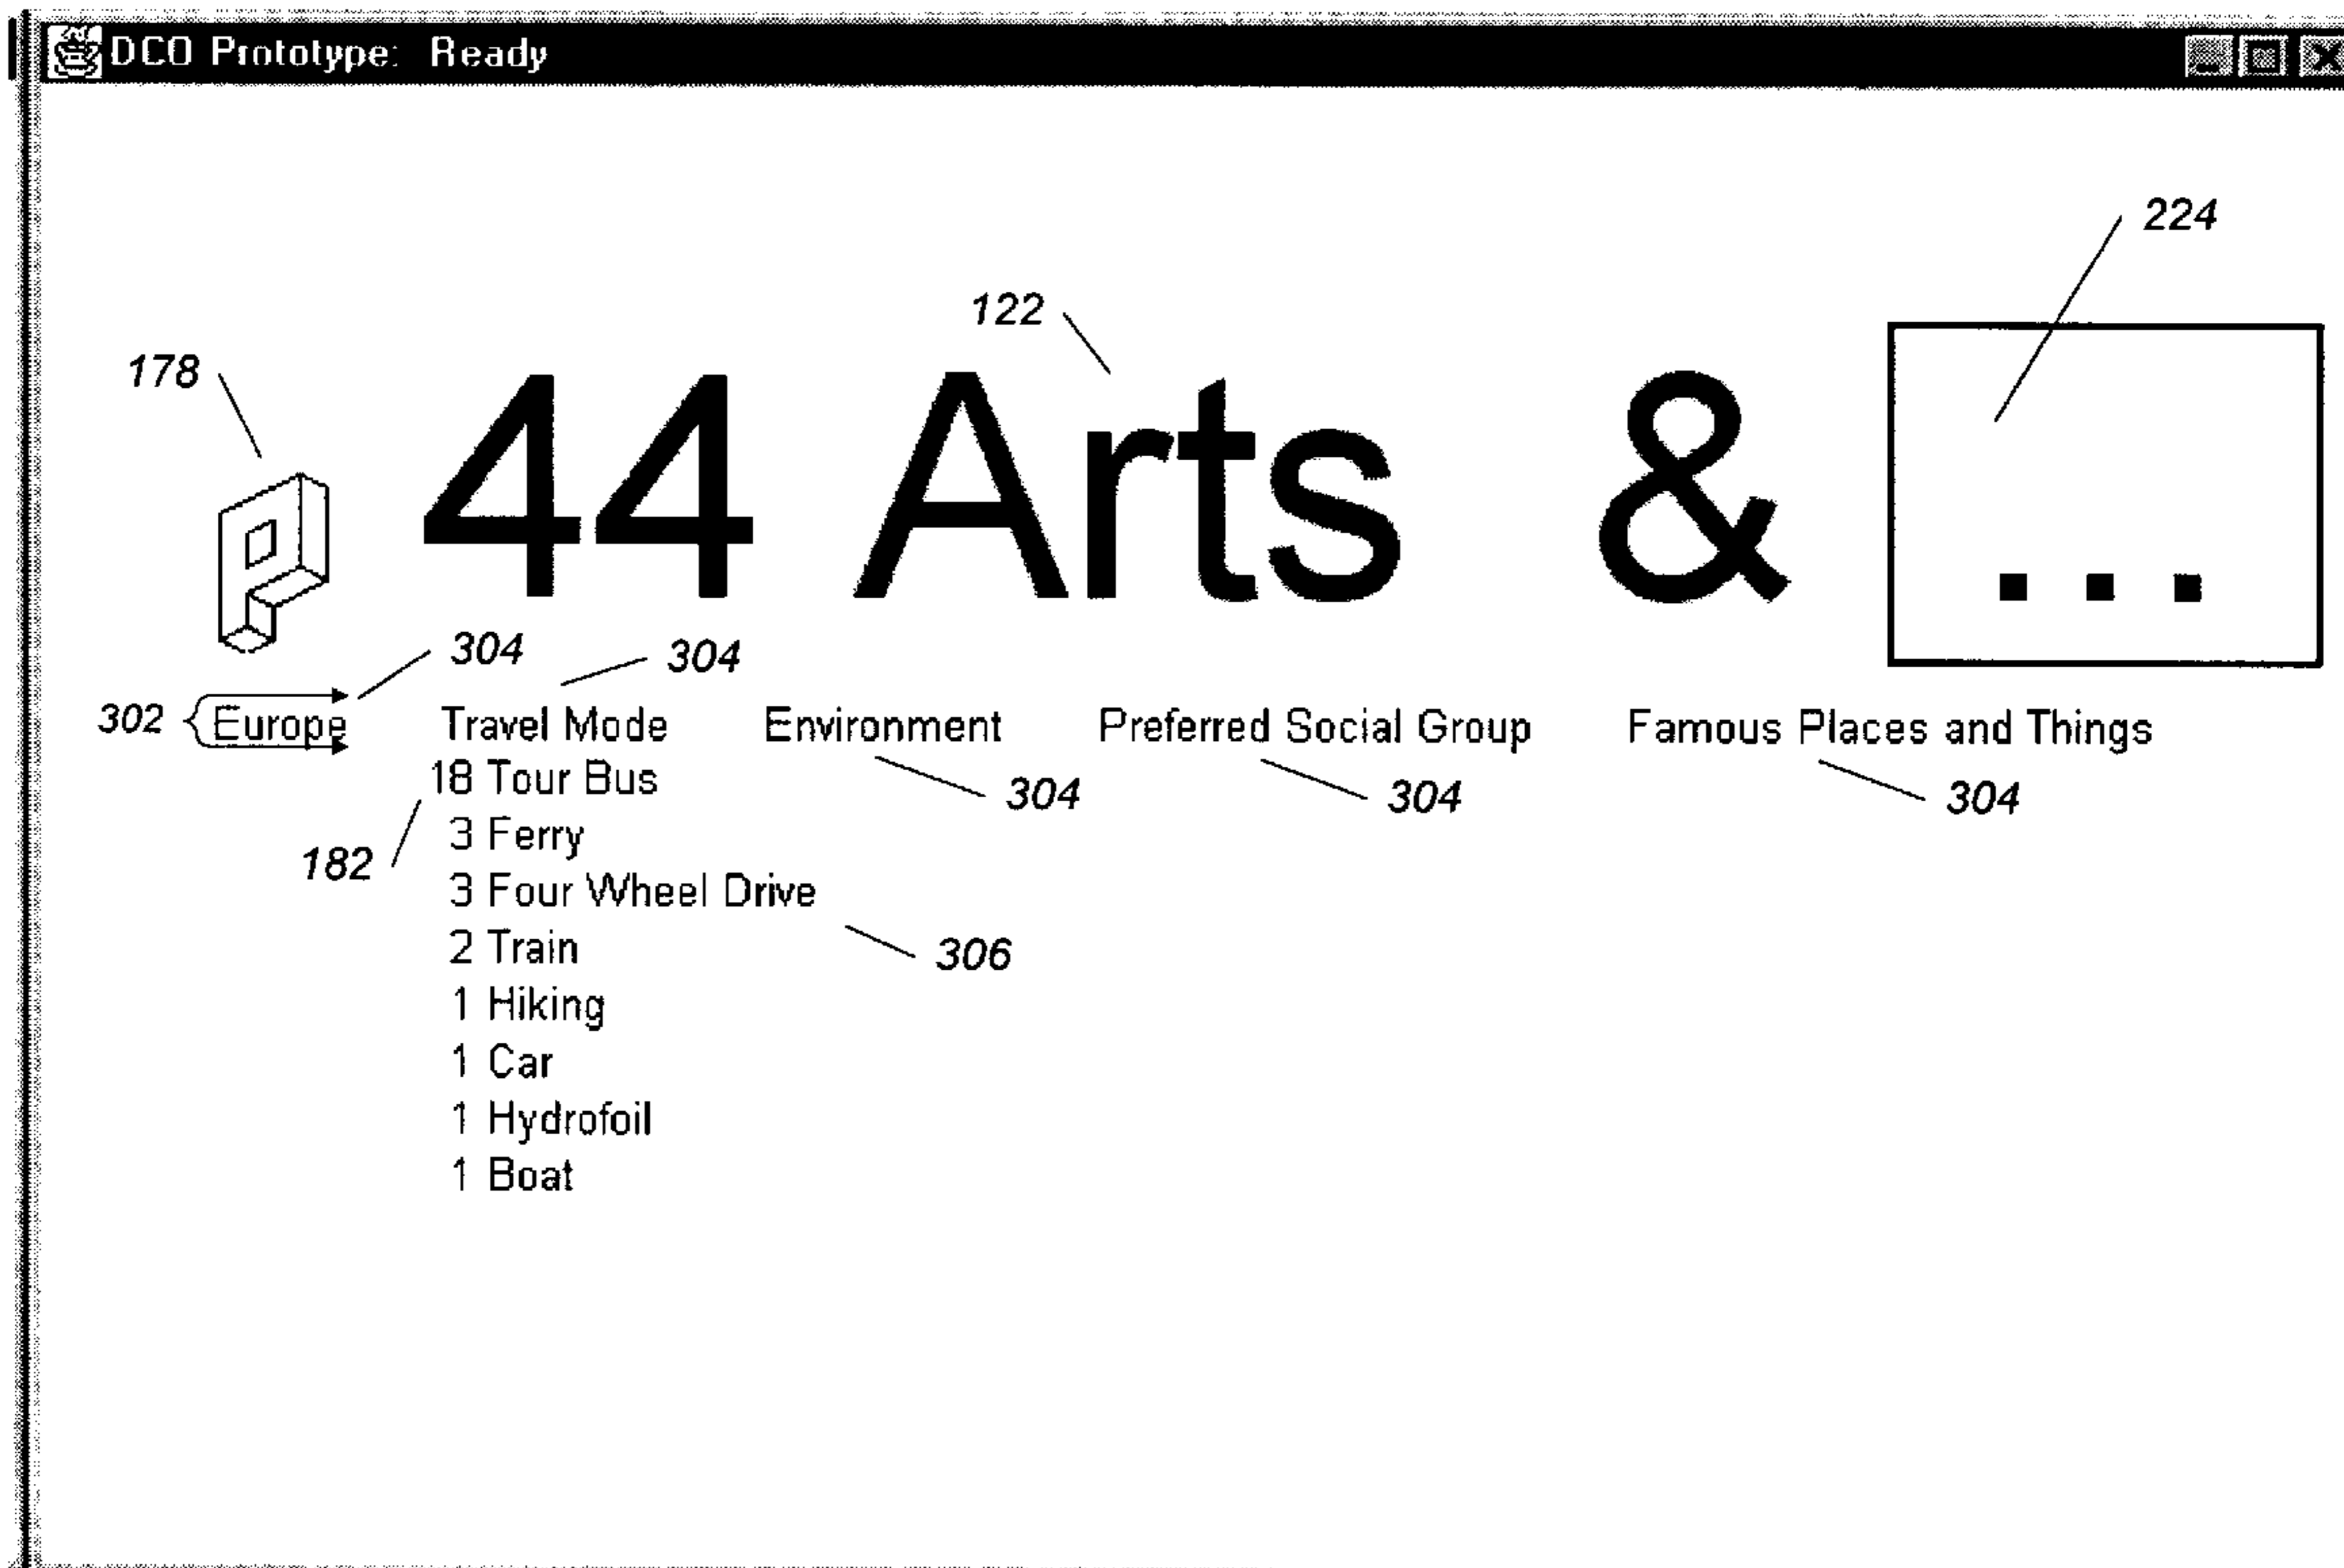 DCO Prototype: Ready
224
122
178
44 Arts & ...
304 304
302 Europe Travel Mode Environment Preferred Social Group Famous Places and Things
18 Tour Bus
304 304 304
3 Ferry
182
3 Four Wheel Drive
2 Train
306
1 Hiking
1 Car
1 Hydrofoil
1 Boat